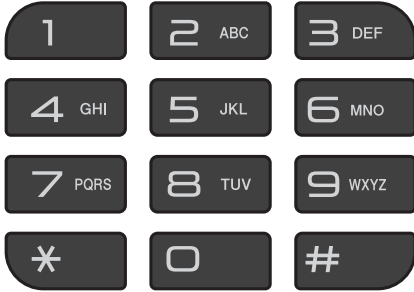 1 2 ABC 3 DEF
4 GHI 5 JKL 6 MNO
7 PQRS 8 TUV 9 WXYZ
* 0 #